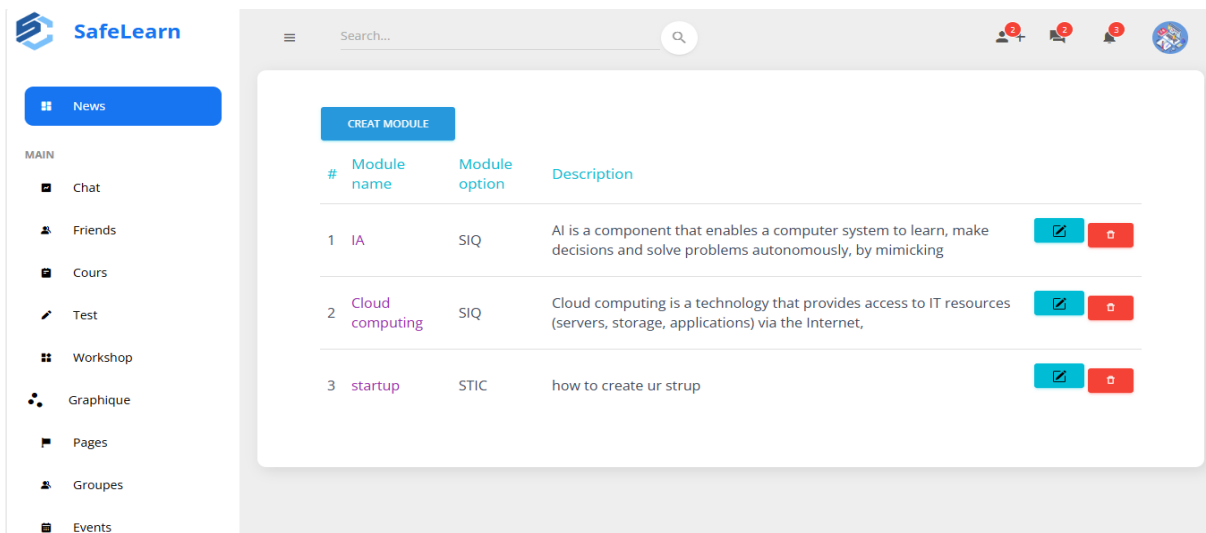 SafeLearn
Search...
2
2
3
News
MAIN
Chat
Friends
Cours
Test
Workshop
Graphique
Pages
Groupes
Events
CREAT MODULE
# Module name Module option Description
1 IA SIQ AI is a component that enables a computer system to learn, make
decisions and solve problems autonomously, by mimicking
2 Cloud computing SIQ Cloud computing is a technology that provides access to IT resources
(servers, storage, applications) via the Internet,
3 startup STIC how to create ur strup